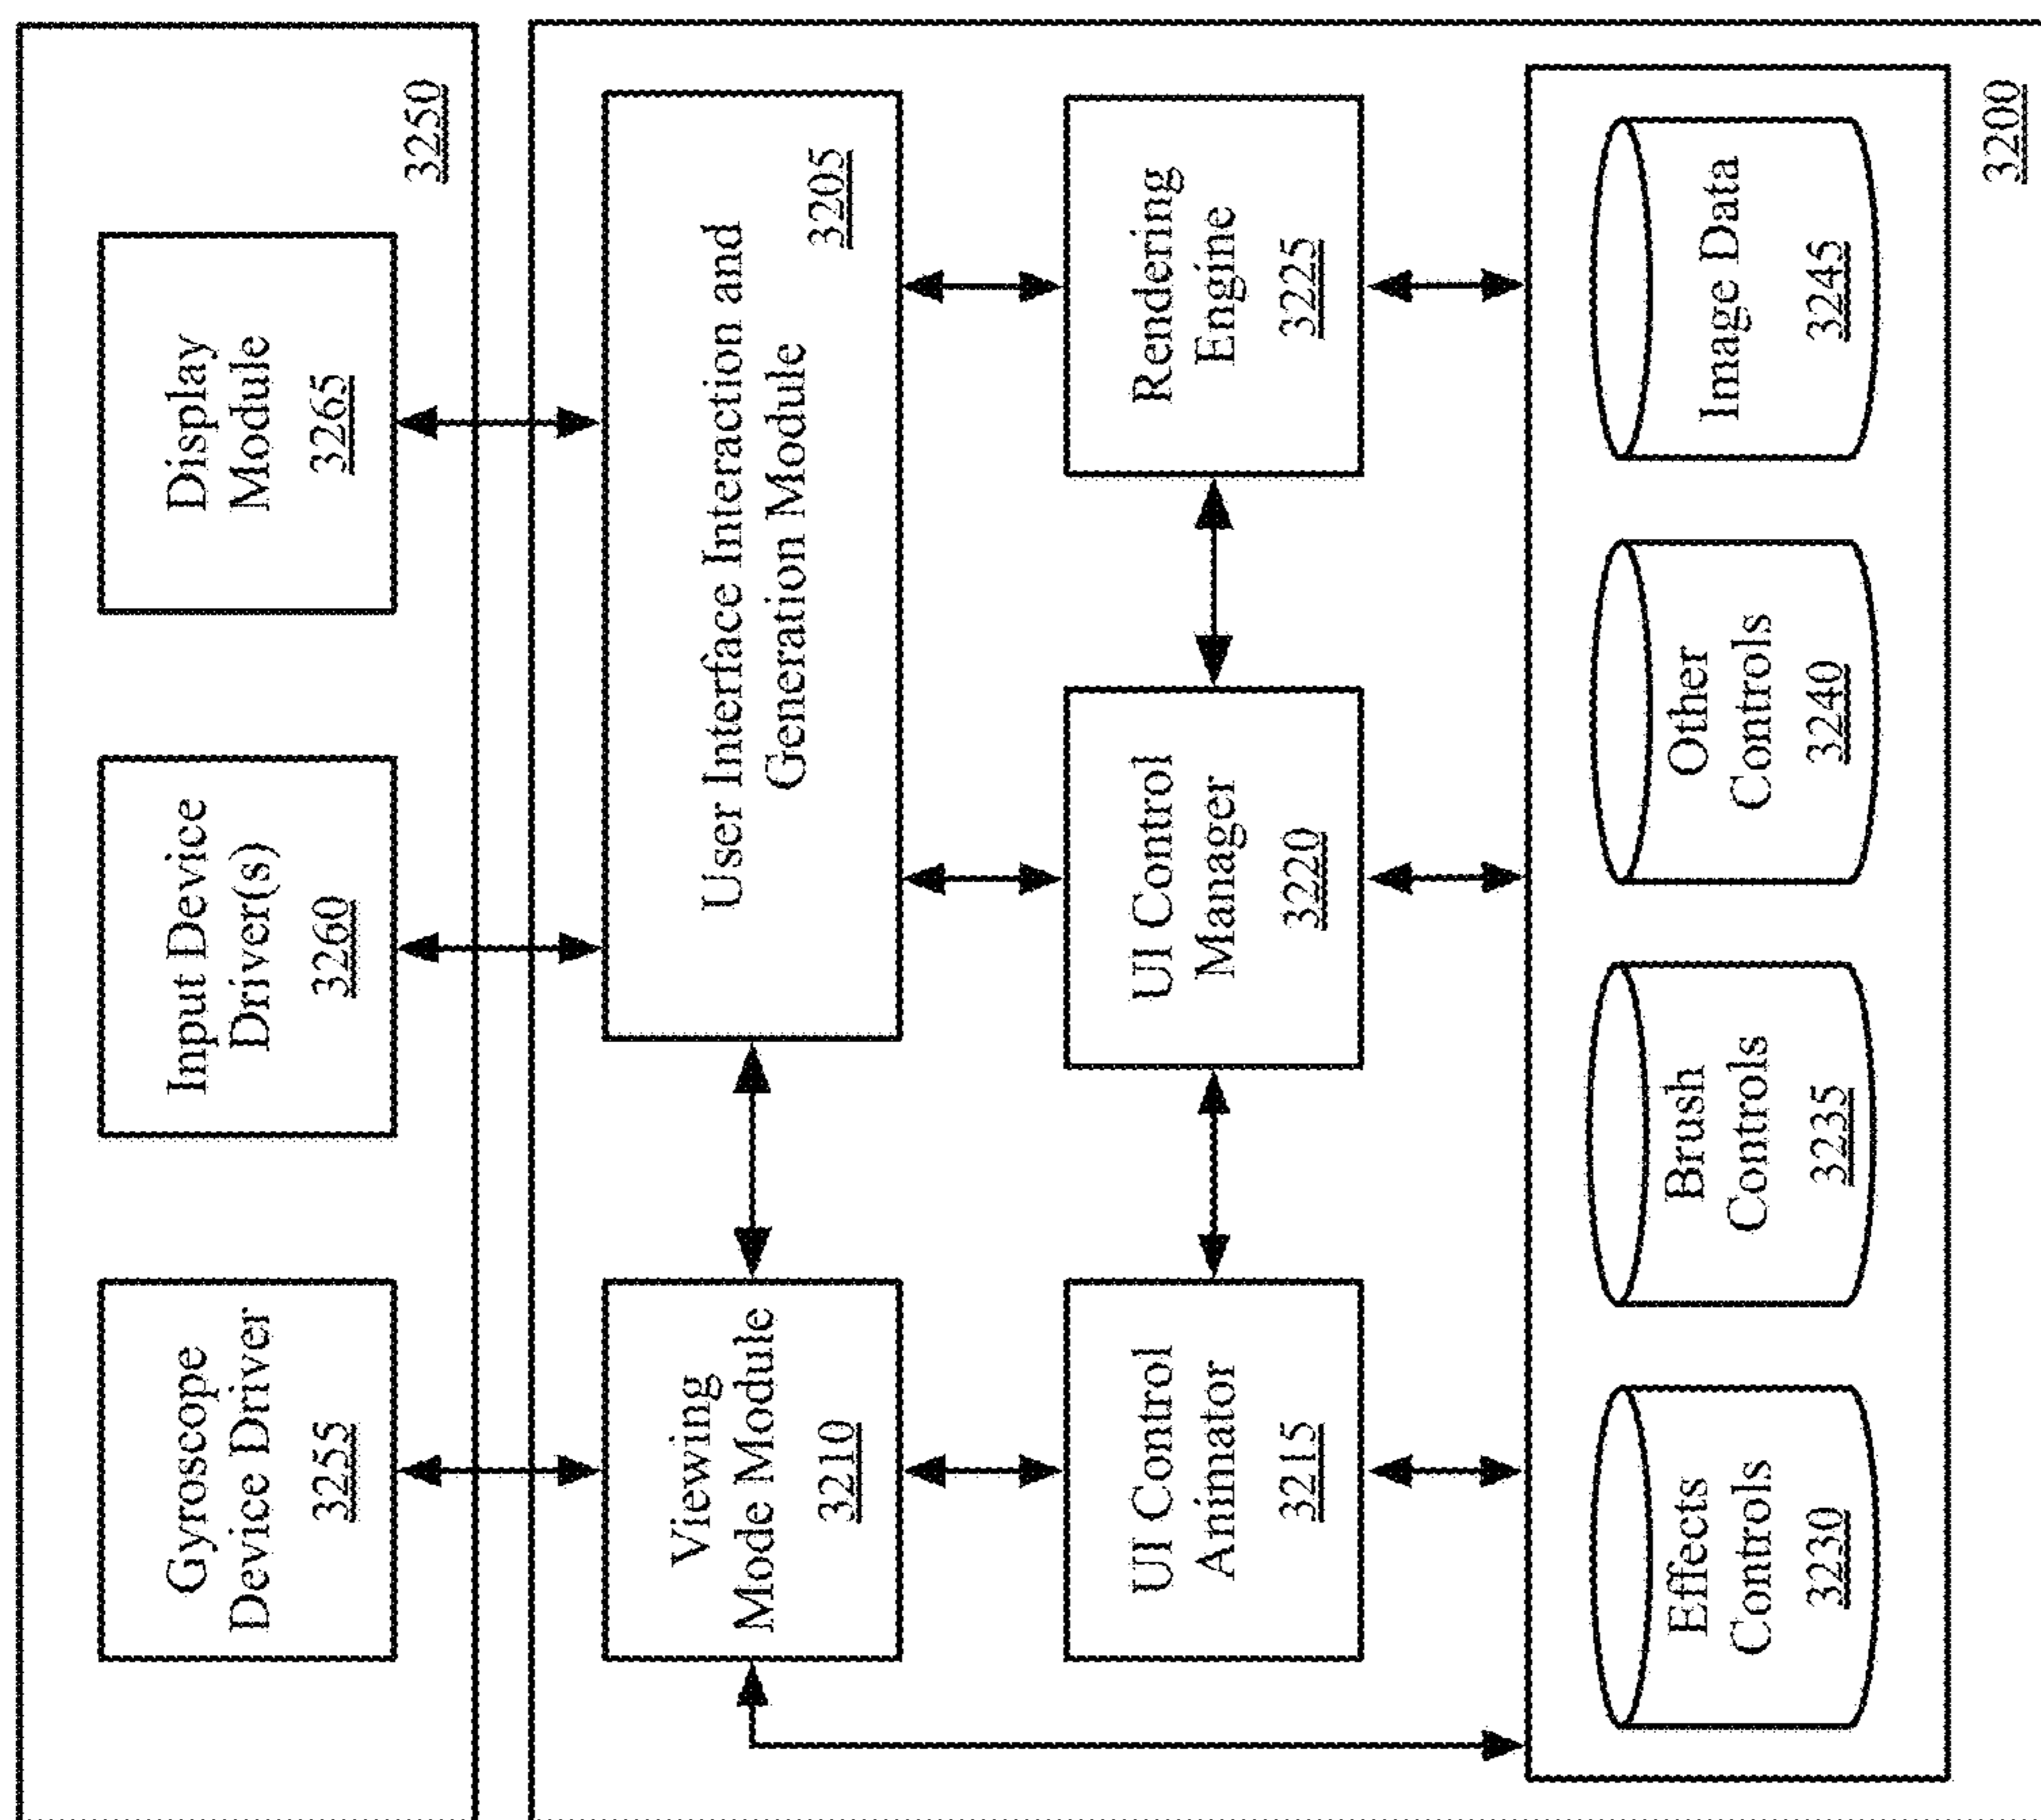 Gyroscope
Device Driver
3255
Input Device
Driver(s)
3260
Display
Module
3265
3250
Viewing
Mode Module
3210
User Interface Interaction and
Generation Module
3205
UI Control
Animator
3215
UI Control
Manager
3220
Rendering
Engine
3225
Effects
Controls
3230
Brush
Controls
3235
Other
Controls
3240
Image Data
3245
3200